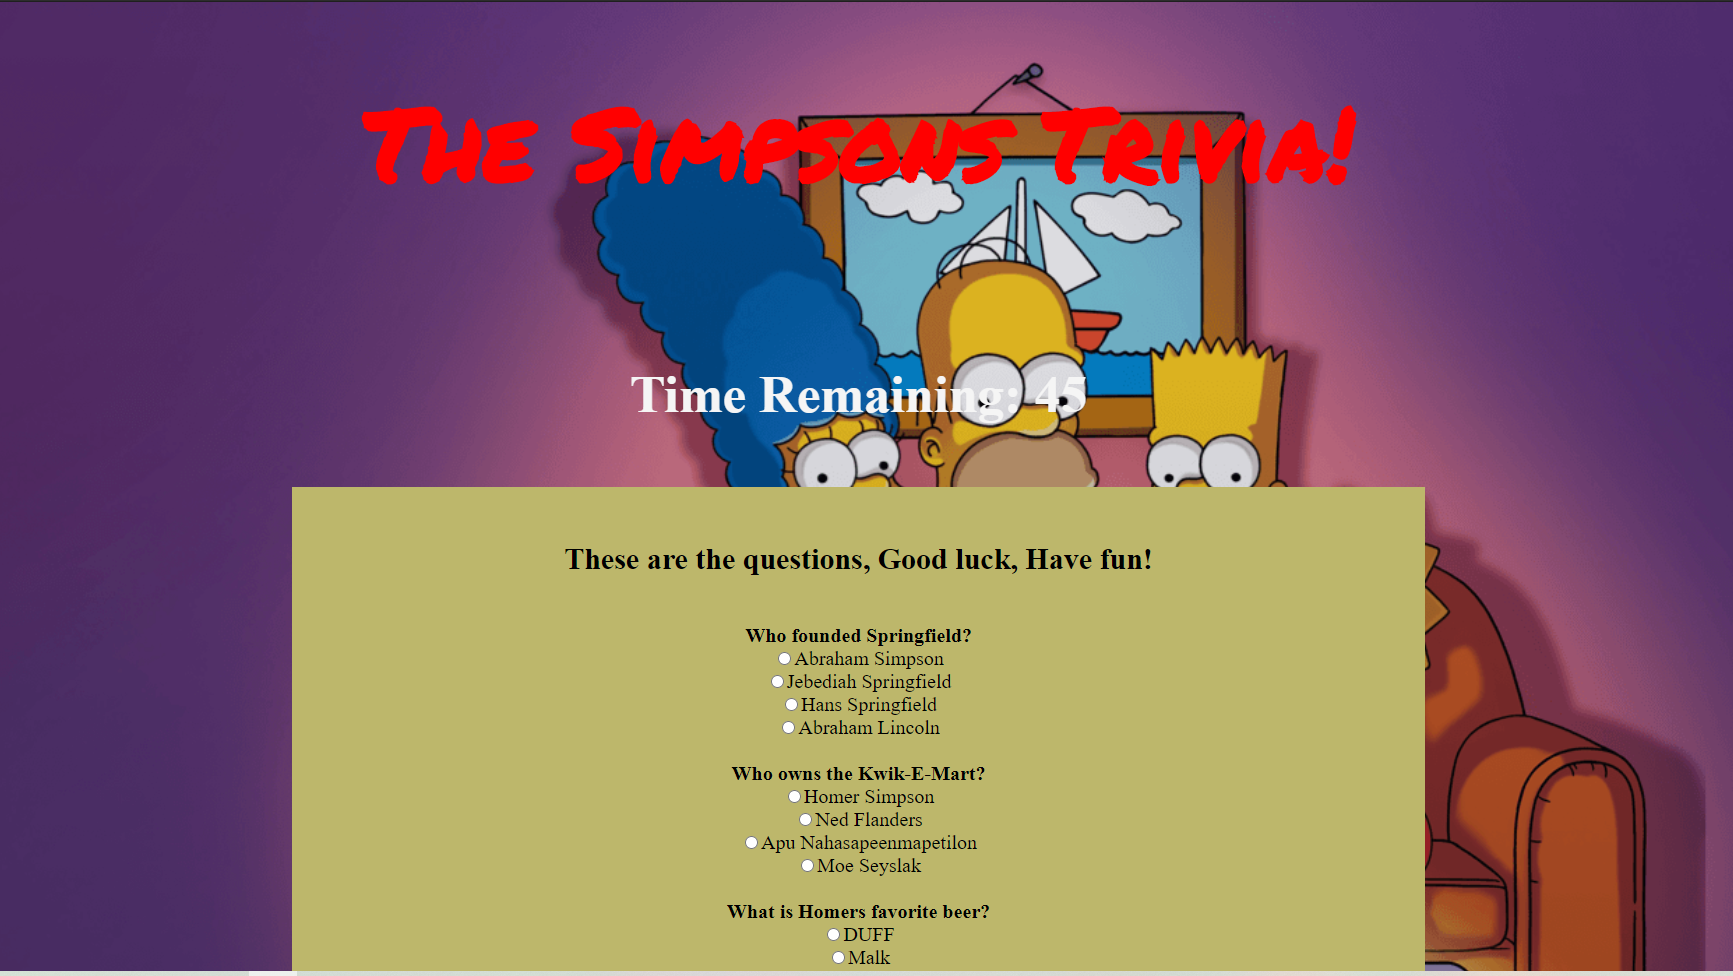 The Simpsons Trivia!
Time Remaining: 45
These are the questions, Good luck, Have fun!
Who founded Springfield?
Abraham Simpson
Jebediah Springfield
Hans Springfield
Abraham Lincoln
Who owns the Kwik-E-Mart?
Homer Simpson
Ned Flanders
Apu Nahasapeenmapetilon
Moe Seyslak
What is Homers favorite beer?
DUFF
Malk